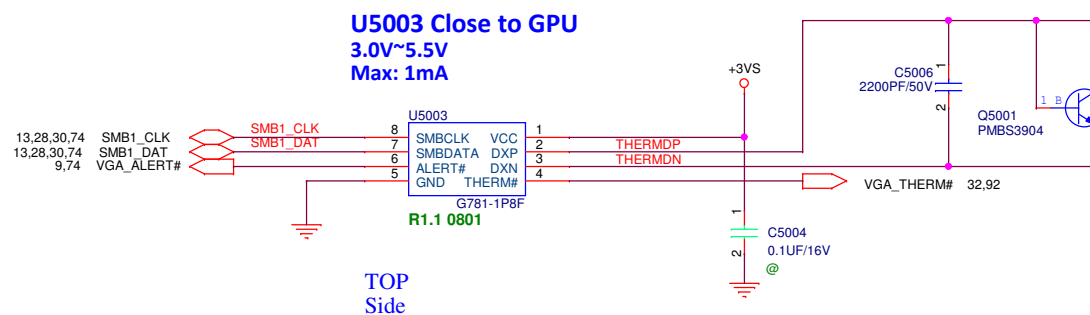 U5003 Close to GPU
3.0V~5.5V
Max: 1mA
+3VS
C5006
2200PF/50V
1
2
1 B
Q5001
PMBS3904
U5003
13,28,30,74 SMB1_CLK SMB1_CLK 8 SMBCLK VCC 1
13,28,30,74 SMB1_DAT SMB1_DAT 7 SMBDATA DXP 2 THERMDP
9,74 VGA_ALERT# 6 ALERT# DXN 3 THERMDN
5 GND THERM# 4 VGA_THERM# 32,92
G781-1P8F
R1.1 0801
1
2
C5004
0.1UF/16V
@
TOP
Side